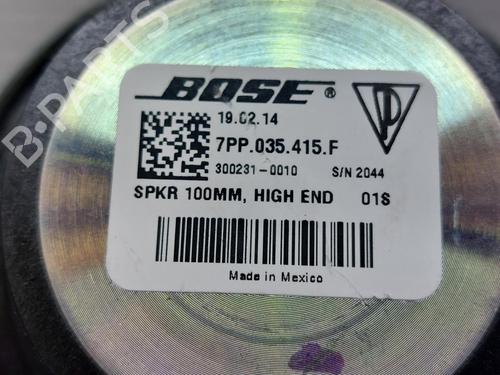 BOSE®
19.02.14
7PP.035.415.F
300231-0010 S/N 2044
SPKR 100MM, HIGH END 01S
Made in Mexico
B-PARTS